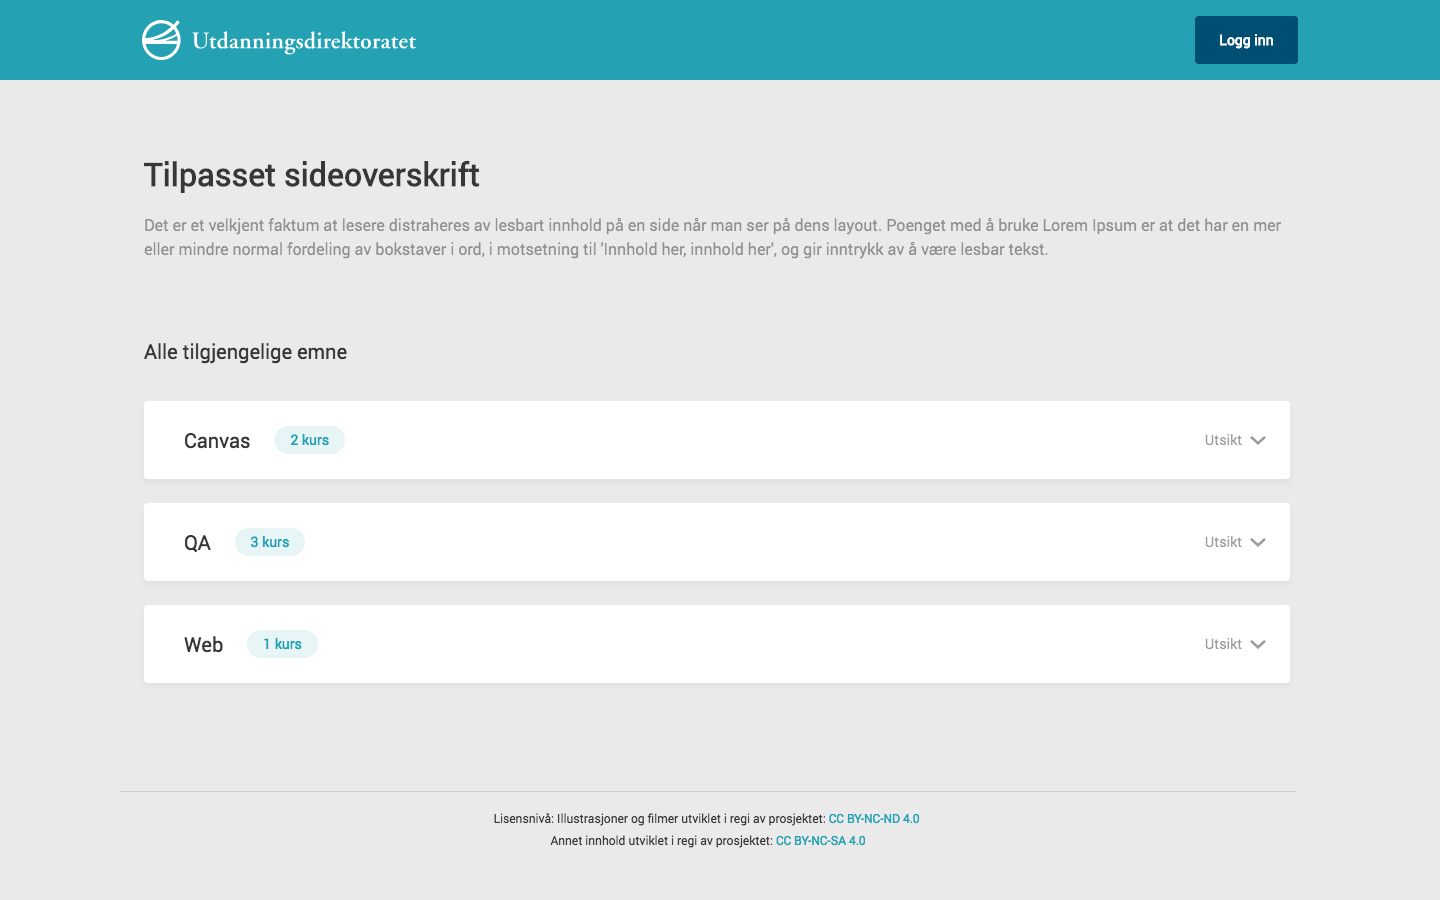 Utdanningsdirektoratet
Logg inn
Tilpasset sideoverskrift
Det er et velkjent faktum at lesere distraheres av lesbart innhold på en side når man ser på dens layout. Poenget med å bruke Lorem Ipsum er at det har en mer
eller mindre normal fordeling av bokstaver i ord, i motsetning til 'Innhold her, innhold her', og gir inntrykk av å være lesbar tekst.
Alle tilgjengelige emne
Canvas 2 kurs Utsikt
QA 3 kurs Utsikt
Web 1 kurs Utsikt
Lisensnivå: Illustrasjoner og filmer utviklet i regi av prosjektet: CC BY-NC-ND 4.0
Annet innhold utviklet i regi av prosjektet: CC BY-NC-SA 4.0